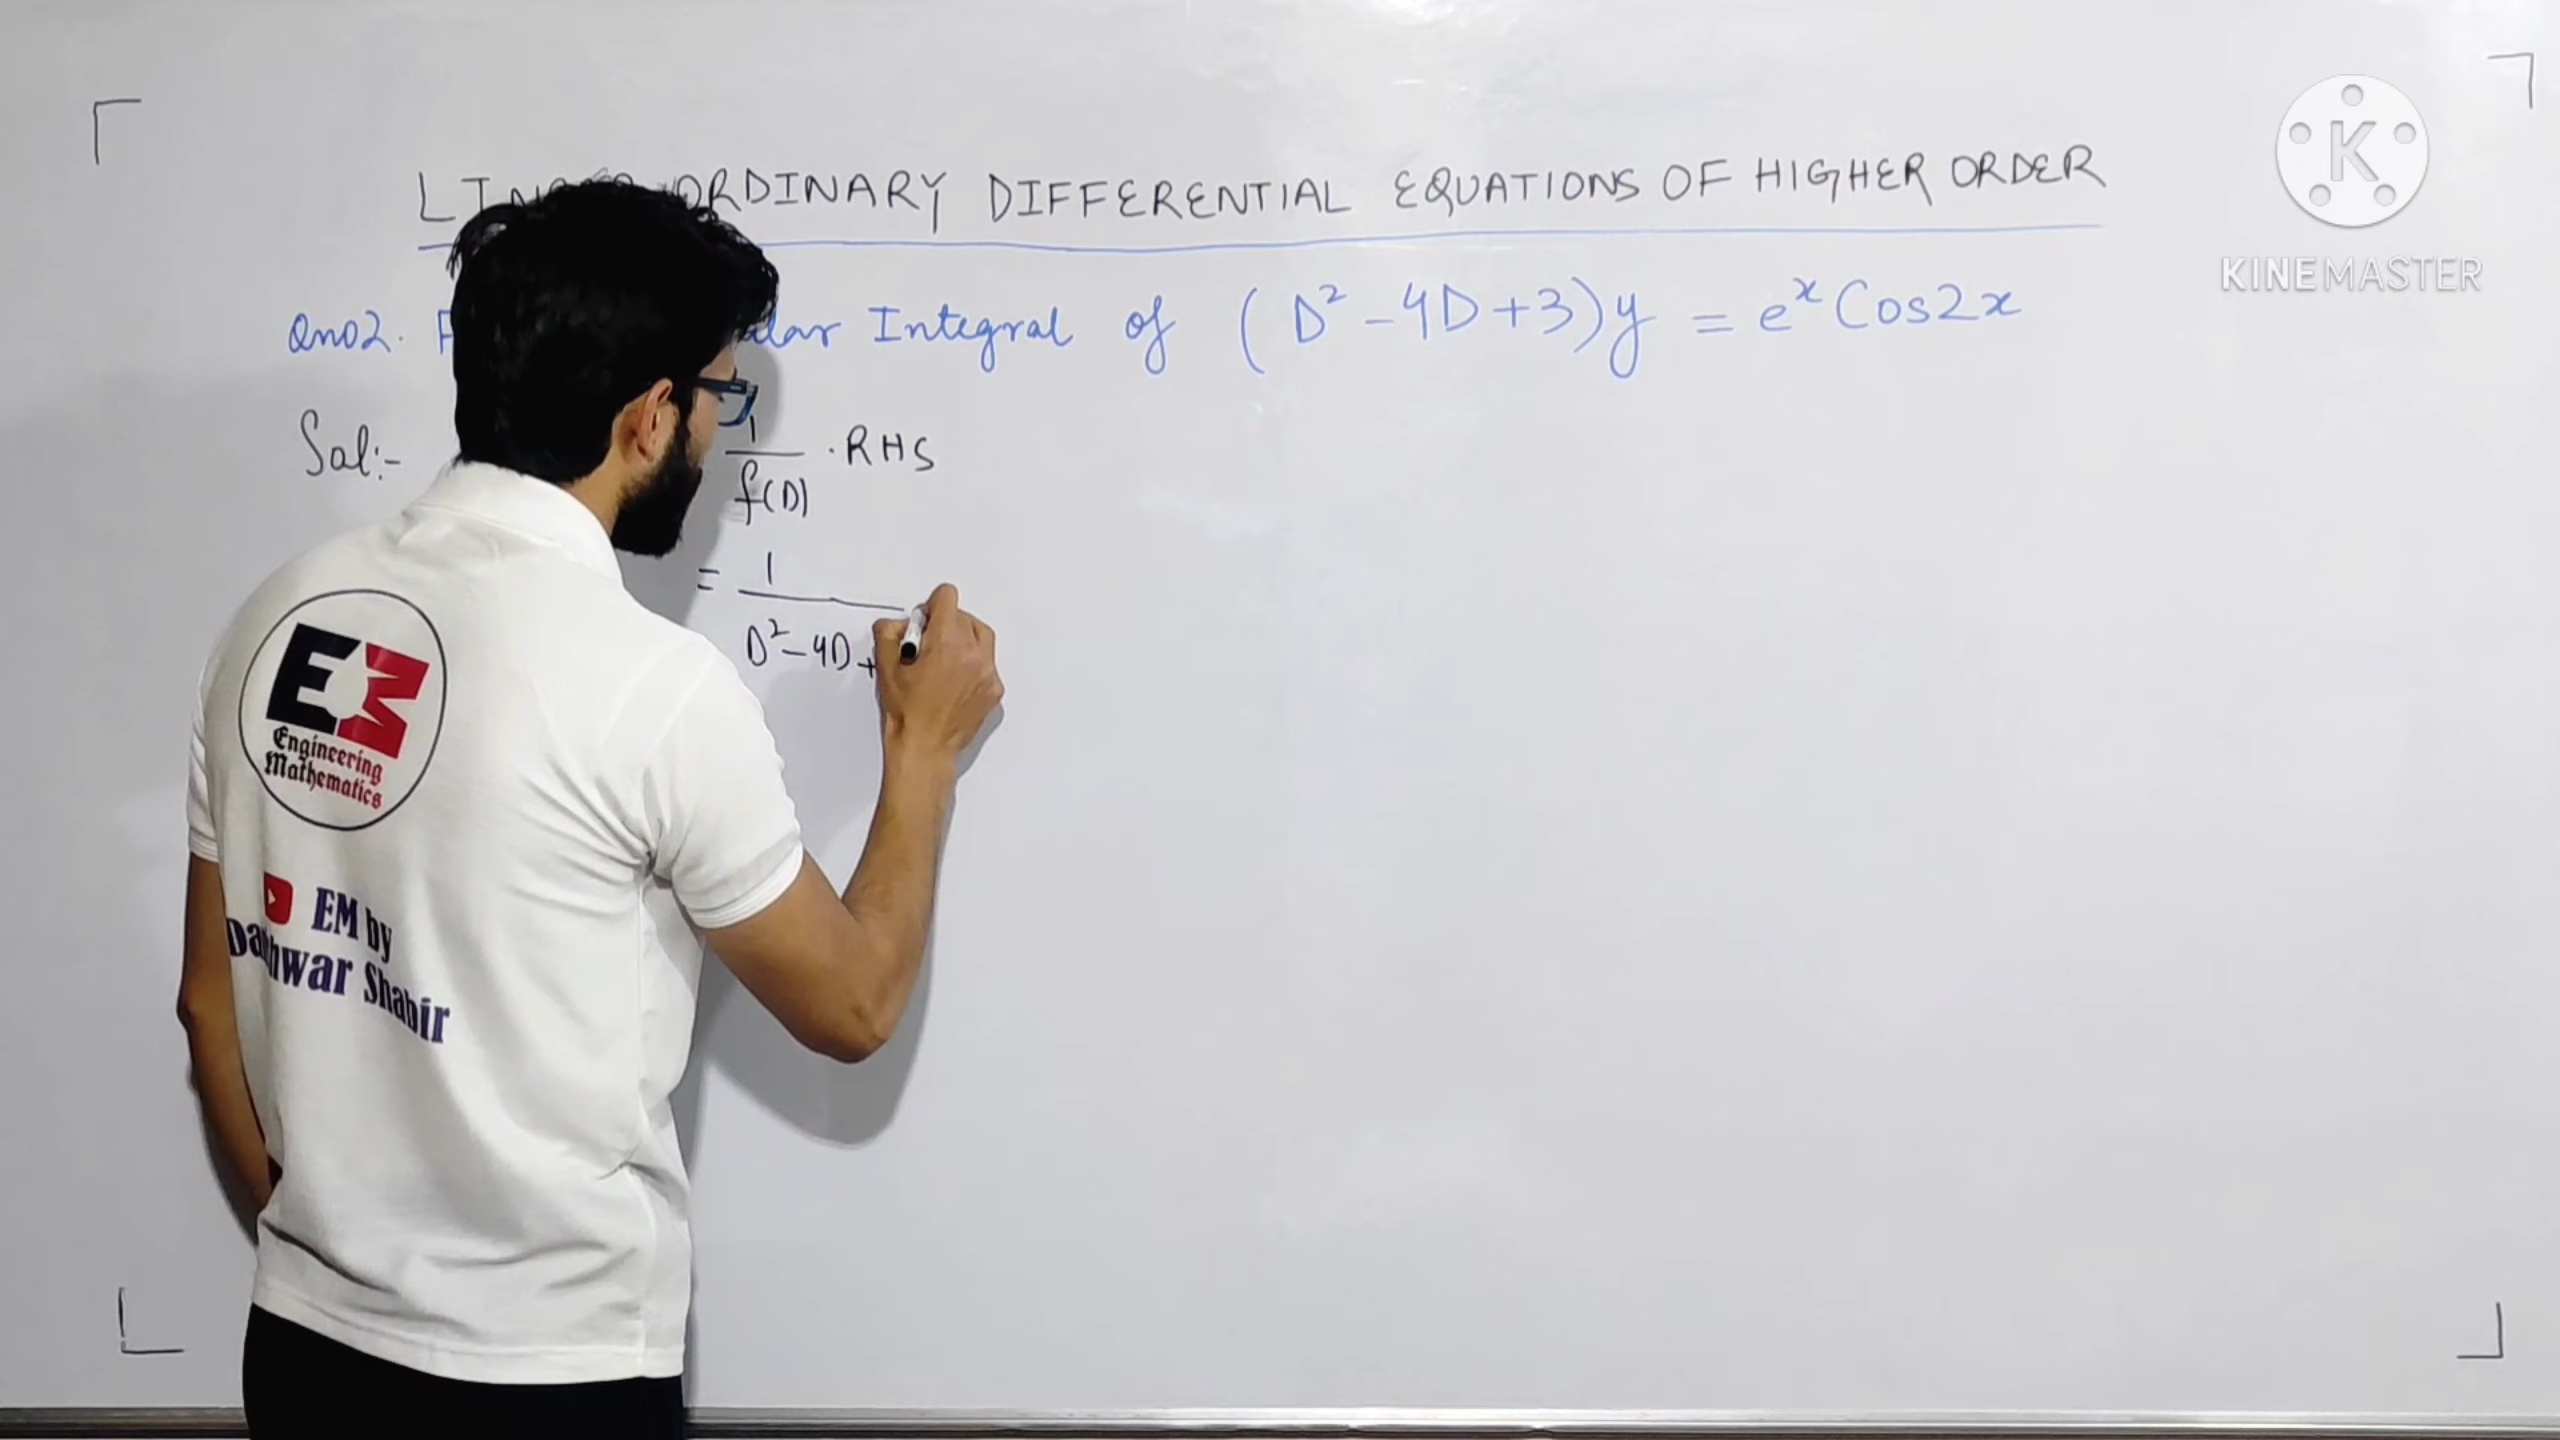 ORDINARY DIFFERENTIAL EQUATIONS OF HIGHER ORDER
KINEMASTER
Qno2. Integral of (D² - 4D + 3) y = eˣ Cos2x
Sol:- 1/f(D) · RHS
= 1/D² - 4D +
EM
Engineering
Mathematics
EM by
Shabir